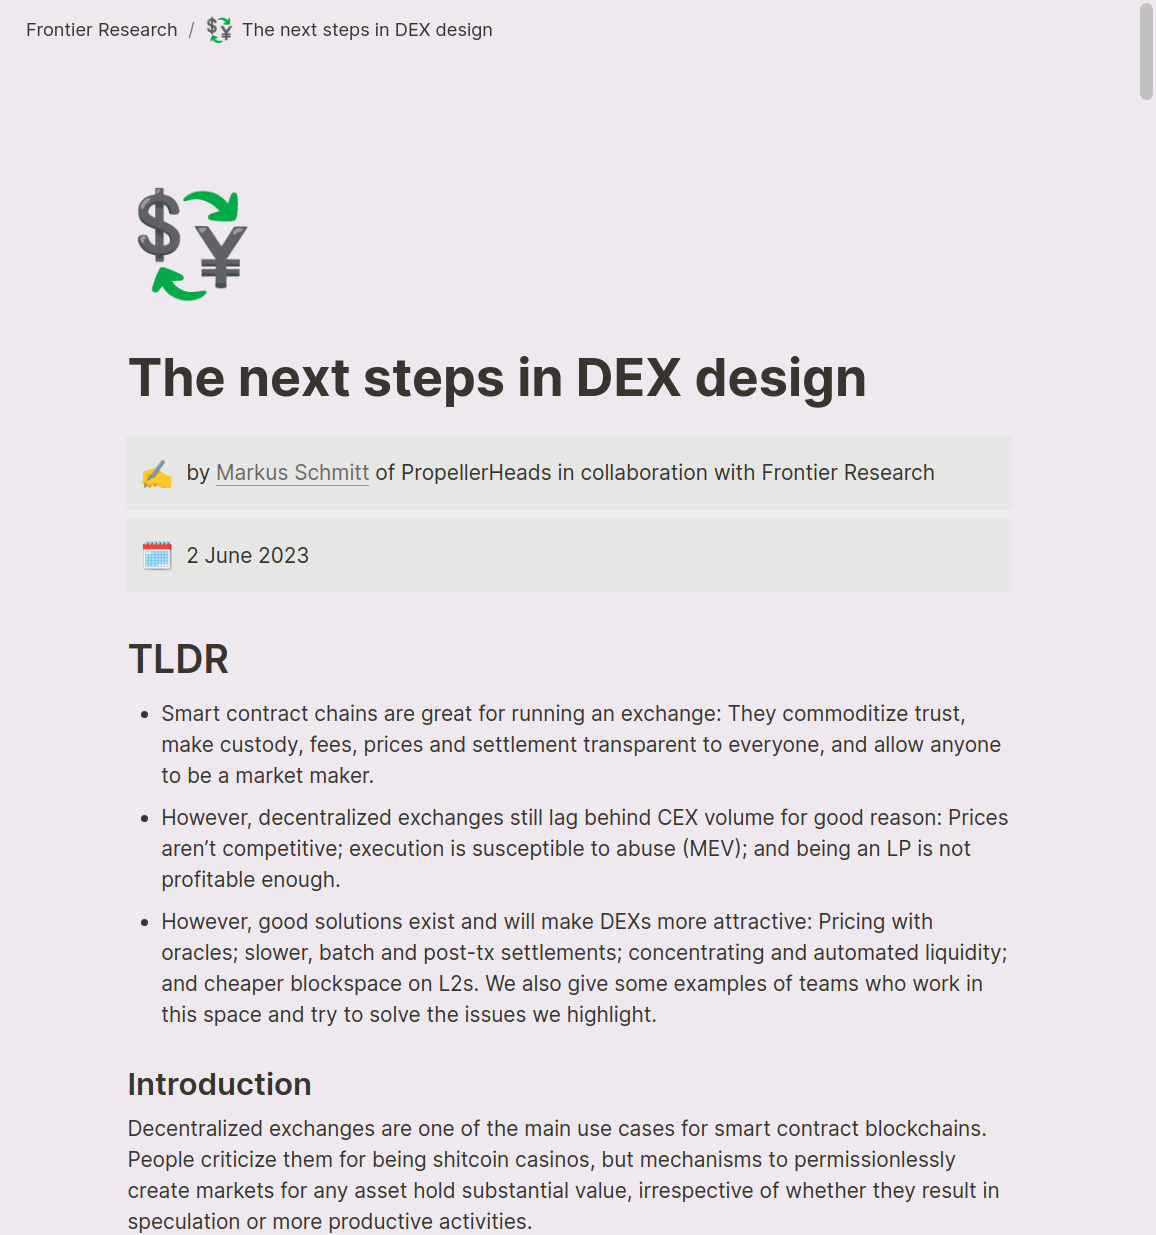 Frontier Research / The next steps in DEX design
The next steps in DEX design
by Markus Schmitt of PropellerHeads in collaboration with Frontier Research
2 June 2023
TLDR
• Smart contract chains are great for running an exchange: They commoditize trust,
make custody, fees, prices and settlement transparent to everyone, and allow anyone
to be a market maker.
• However, decentralized exchanges still lag behind CEX volume for good reason: Prices
aren’t competitive; execution is susceptible to abuse (MEV); and being an LP is not
profitable enough.
• However, good solutions exist and will make DEXs more attractive: Pricing with
oracles; slower, batch and post-tx settlements; concentrating and automated liquidity;
and cheaper blockspace on L2s. We also give some examples of teams who work in
this space and try to solve the issues we highlight.
Introduction
Decentralized exchanges are one of the main use cases for smart contract blockchains.
People criticize them for being shitcoin casinos, but mechanisms to permissionlessly
create markets for any asset hold substantial value, irrespective of whether they result in
speculation or more productive activities.